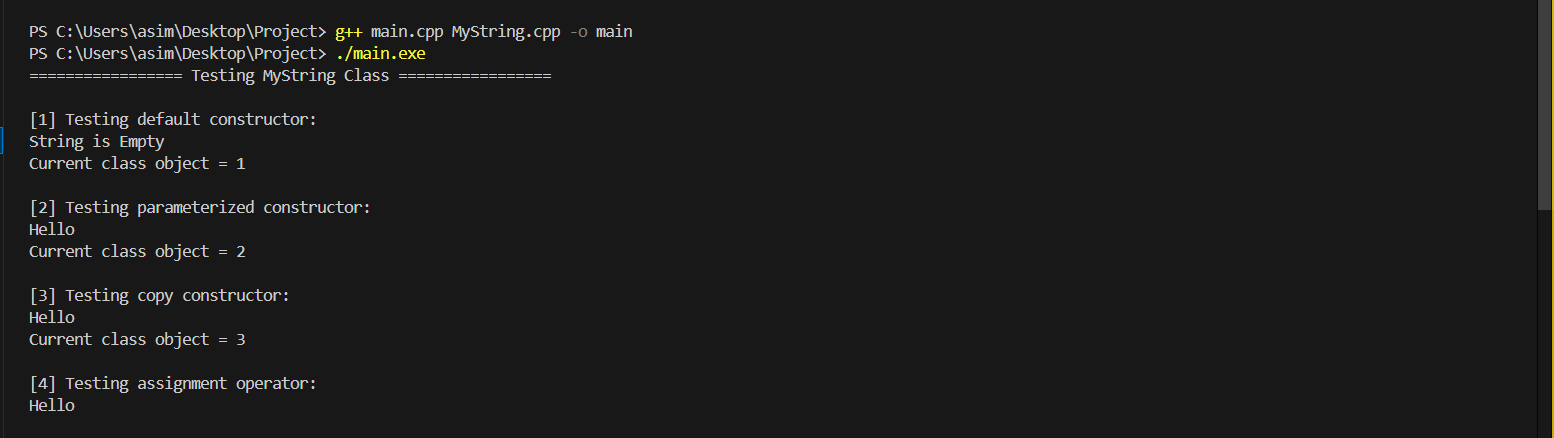 PS C:\Users\asim\Desktop\Project> g++ main.cpp MyString.cpp -o main
PS C:\Users\asim\Desktop\Project> ./main.exe
================= Testing MyString Class =================
[1] Testing default constructor:
String is Empty
Current class object = 1
[2] Testing parameterized constructor:
Hello
Current class object = 2
[3] Testing copy constructor:
Hello
Current class object = 3
[4] Testing assignment operator:
Hello